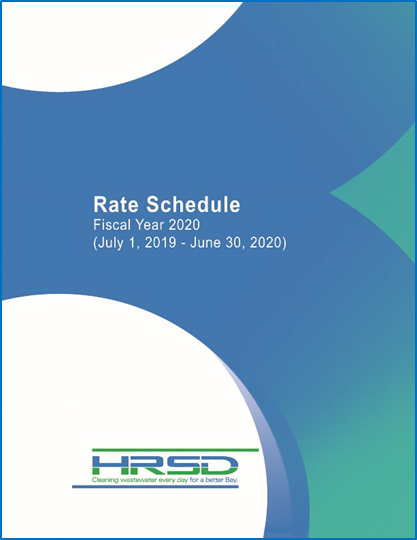 Rate Schedule
Fiscal Year 2020
(July 1, 2019 - June 30, 2020)
HRSD
Cleaning wastewater every day for a better Bay.